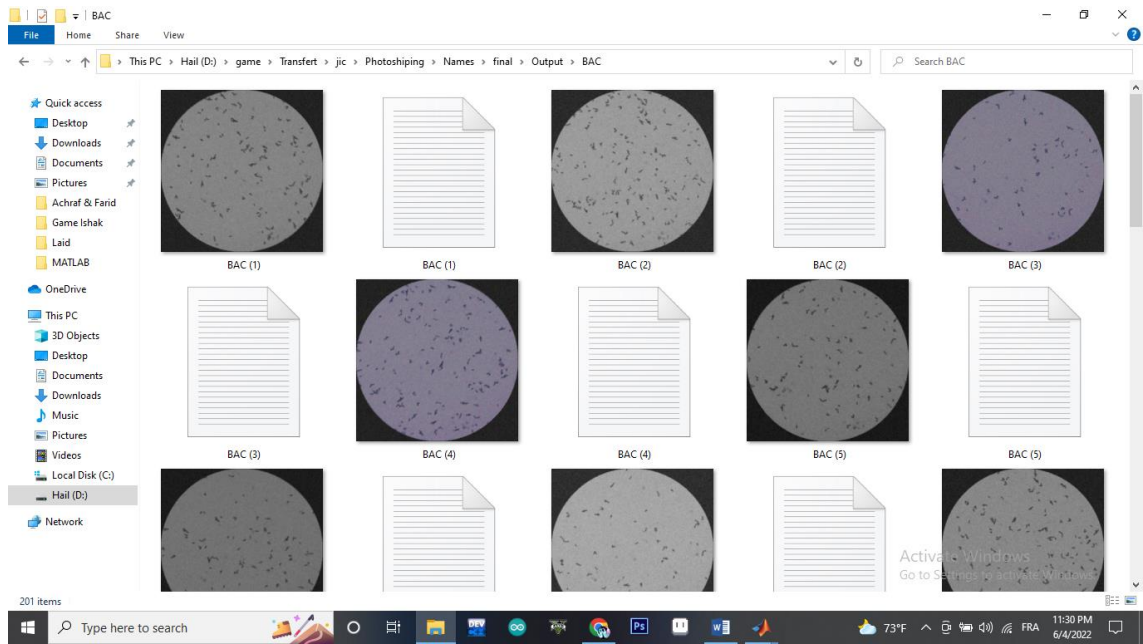 BAC
File Home Share View
This PC > Hail (D:) > game > Transfert > jic > Photoshiping > Names > final > Output > BAC
Search BAC
Quick access
Desktop
Downloads
Documents
Pictures
Achraf & Farid
Game Ishak
Laid
MATLAB
OneDrive
This PC
3D Objects
Desktop
Documents
Downloads
Music
Pictures
Videos
Local Disk (C:)
Hail (D:)
Network
BAC (1) BAC (1) BAC (2) BAC (2) BAC (3)
BAC (3) BAC (4) BAC (4) BAC (5) BAC (5)
Activate Windows
Go to Settings to activate Windows.
201 items
Type here to search
DEV
Ps
73°F
FRA
11:30 PM
6/4/2022